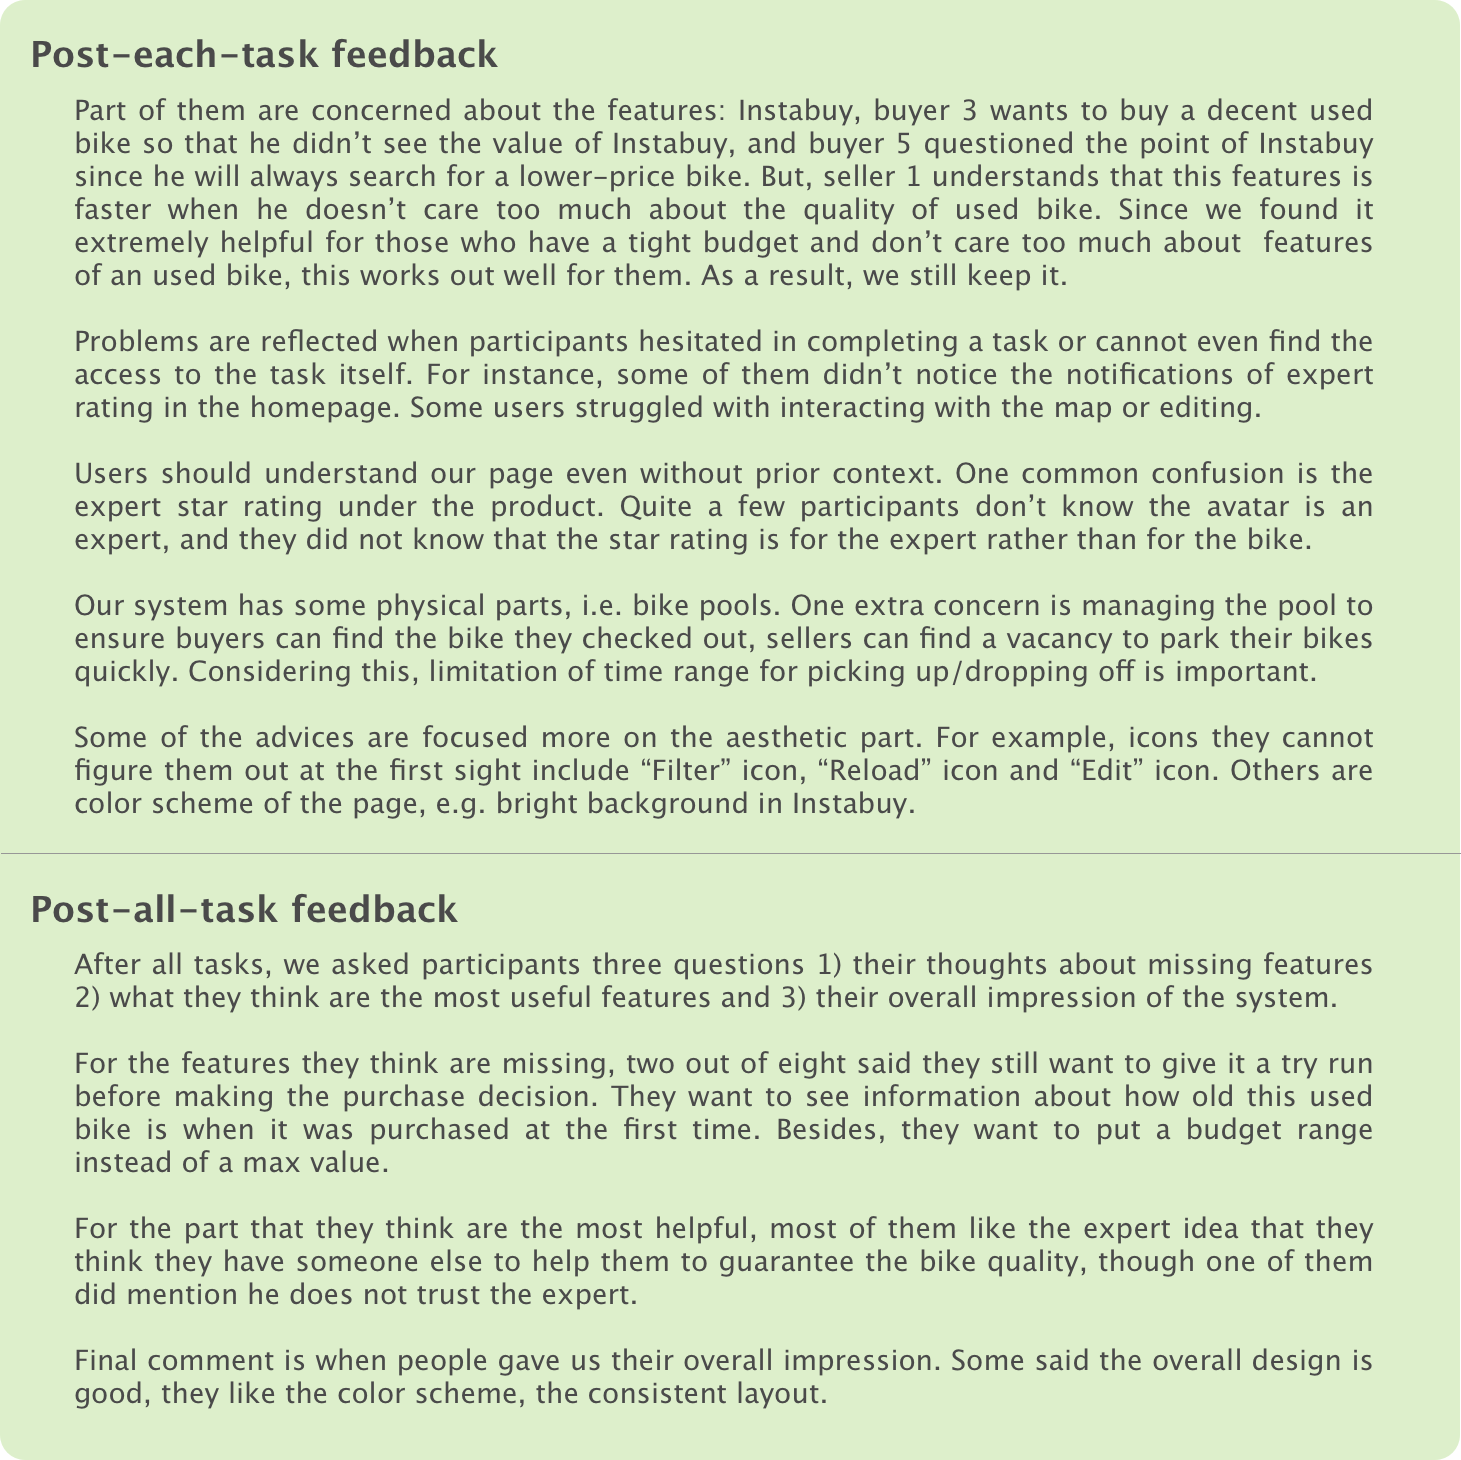 Post-each-task feedback
Part of them are concerned about the features: Instabuy, buyer 3 wants to buy a decent used
bike so that he didn’t see the value of Instabuy, and buyer 5 questioned the point of Instabuy
since he will always search for a lower-price bike. But, seller 1 understands that this features is
faster when he doesn’t care too much about the quality of used bike. Since we found it
extremely helpful for those who have a tight budget and don’t care too much about  features
of an used bike, this works out well for them. As a result, we still keep it.
Problems are reflected when participants hesitated in completing a task or cannot even find the
access to the task itself. For instance, some of them didn’t notice the notifications of expert
rating in the homepage. Some users struggled with interacting with the map or editing.
Users should understand our page even without prior context. One common confusion is the
expert star rating under the product. Quite a few participants don’t know the avatar is an
expert, and they did not know that the star rating is for the expert rather than for the bike.
Our system has some physical parts, i.e. bike pools. One extra concern is managing the pool to
ensure buyers can find the bike they checked out, sellers can find a vacancy to park their bikes
quickly. Considering this, limitation of time range for picking up/dropping off is important.
Some of the advices are focused more on the aesthetic part. For example, icons they cannot
figure them out at the first sight include “Filter” icon, “Reload” icon and “Edit” icon. Others are
color scheme of the page, e.g. bright background in Instabuy.
Post-all-task feedback
After all tasks, we asked participants three questions 1) their thoughts about missing features
2) what they think are the most useful features and 3) their overall impression of the system.
For the features they think are missing, two out of eight said they still want to give it a try run
before making the purchase decision. They want to see information about how old this used
bike is when it was purchased at the first time. Besides, they want to put a budget range
instead of a max value.
For the part that they think are the most helpful, most of them like the expert idea that they
think they have someone else to help them to guarantee the bike quality, though one of them
did mention he does not trust the expert.
Final comment is when people gave us their overall impression. Some said the overall design is
good, they like the color scheme, the consistent layout.